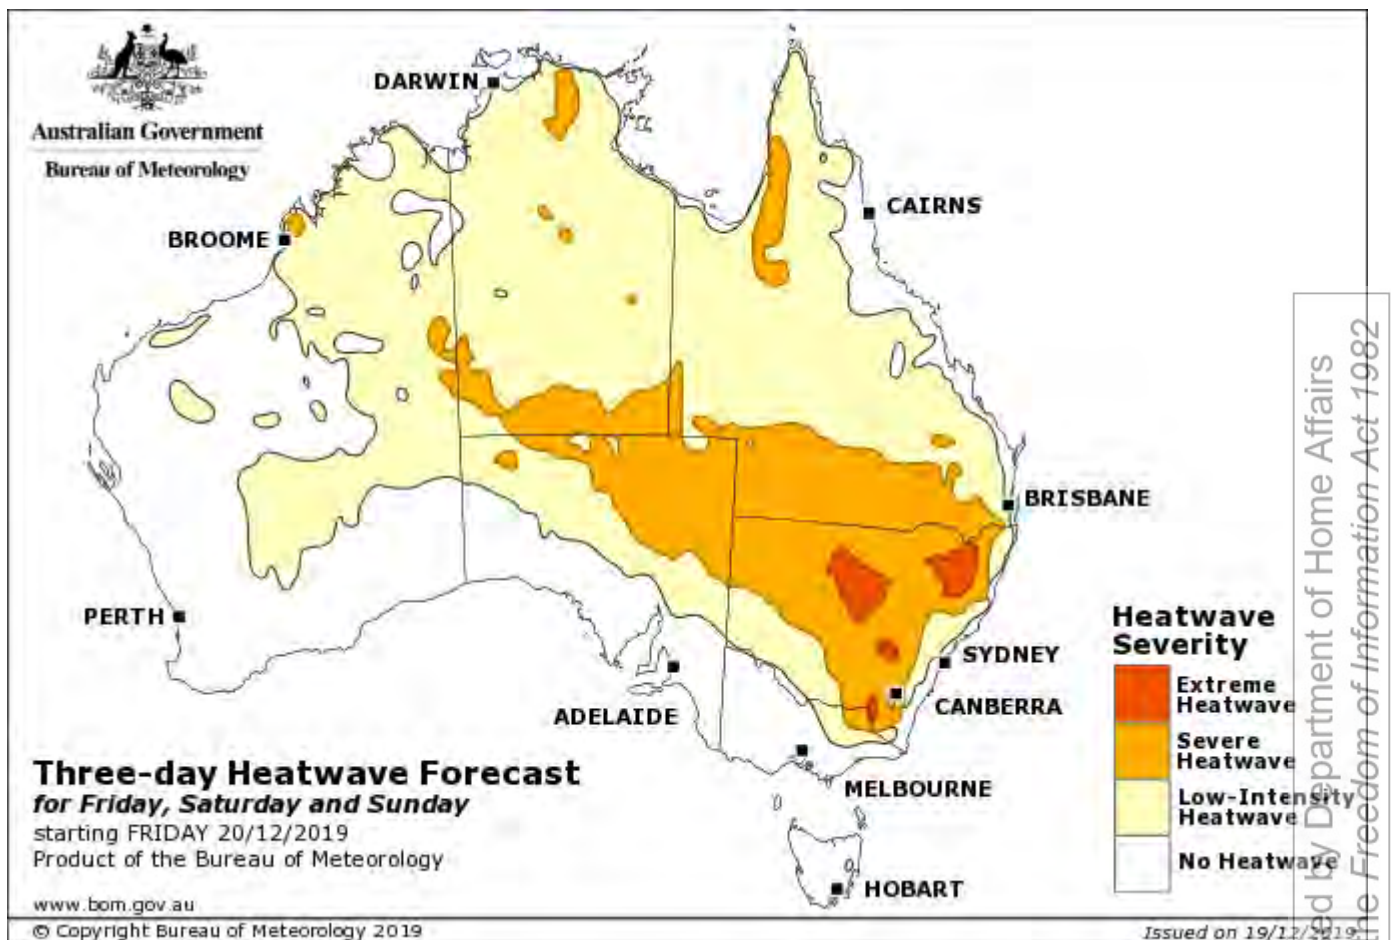 Australian Government
Bureau of Meteorology
DARWIN
CAIRNS
BROOME
BRISBANE
PERTH
SYDNEY
CANBERRA
ADELAIDE
MELBOURNE
HOBART
Heatwave
Severity
Extreme
Heatwave
Severe
Heatwave
Low-Intensity
Heatwave
No Heatwave
Three-day Heatwave Forecast
for Friday, Saturday and Sunday
starting FRIDAY 20/12/2019
Product of the Bureau of Meteorology
www.bom.gov.au
© Copyright Bureau of Meteorology 2019
Issued on 19/12/2019
by Department of Home Affairs
Freedom of Information Act 1982